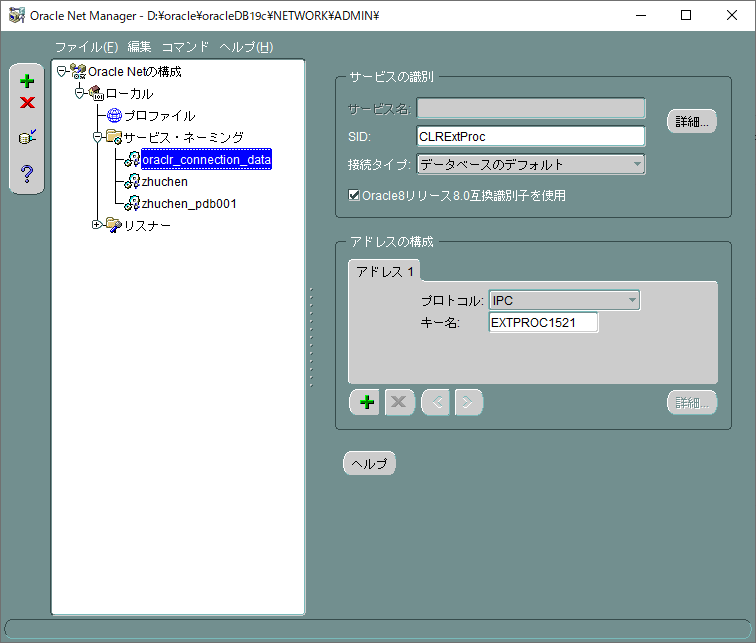 Oracle Net Manager - D:¥oracle¥oracleDB19c¥NETWORK¥ADMIN¥
ファイル(F) 編集 コマンド ヘルプ(H)
Oracle Netの構成
ローカル
プロファイル
サービス・ネーミング
oraclr_connection_data
zhuchen
zhuchen_pdb001
リスナー
サービスの識別
サービス名:
詳細...
SID: CLRExtProc
接続タイプ: データベースのデフォルト
Oracle8リリース8.0互換識別子を使用
アドレスの構成
アドレス 1
プロトコル: IPC
キー名: EXTPROC1521
詳細...
ヘルプ